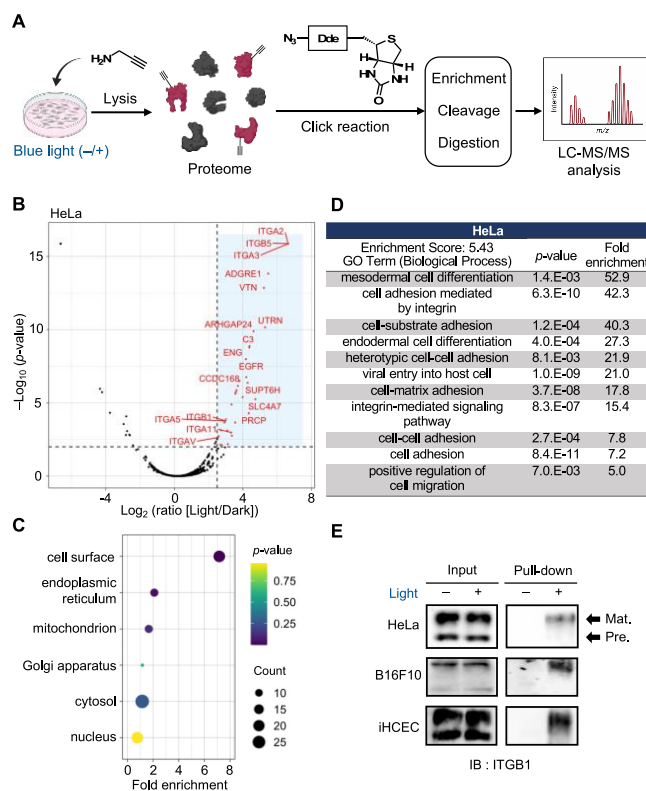 A
H₂N
N₃
Dde
S
H
H
HN
NH
O
Lysis
Blue light (–/+)
Proteome
Click reaction
Enrichment
Cleavage
Digestion
Intensity
m/z
LC-MS/MS
analysis
B
HeLa
ITGA2
ITGB5
ITGA3
ADGRE1
VTN
UTRN
ARHGAP24
C3
ENG
EGFR
CCDC168
SUPT6H
SLC4A7
ITGB1
ITGA5
PRCP
ITGA11
ITGAV
15
10
5
0
–Log₁₀ (p-value)
–4
0
4
8
Log₂ (ratio [Light/Dark])
D
HeLa
Enrichment Score: 5.43
GO Term (Biological Process)
p-value
Fold
enrichment
mesodermal cell differentiation 1.4.E-03 52.9
cell adhesion mediated
by integrin 6.3.E-10 42.3
cell-substrate adhesion 1.2.E-04 40.3
endodermal cell differentiation 4.0.E-04 27.3
heterotypic cell-cell adhesion 8.1.E-03 21.9
viral entry into host cell 1.0.E-09 21.0
cell-matrix adhesion 3.7.E-08 17.8
integrin-mediated signaling
pathway 8.3.E-07 15.4
cell-cell adhesion 2.7.E-04 7.8
cell adhesion 8.4.E-11 7.2
positive regulation of
cell migration 7.0.E-03 5.0
C
cell surface
endoplasmic
reticulum
mitochondrion
Golgi apparatus
cytosol
nucleus
0
2
4
6
8
Fold enrichment
p-value
0.75
0.50
0.25
Count
10
15
20
25
E
Input
Pull-down
Light – + – +
HeLa
Mat.
Pre.
B16F10
iHCEC
IB : ITGB1